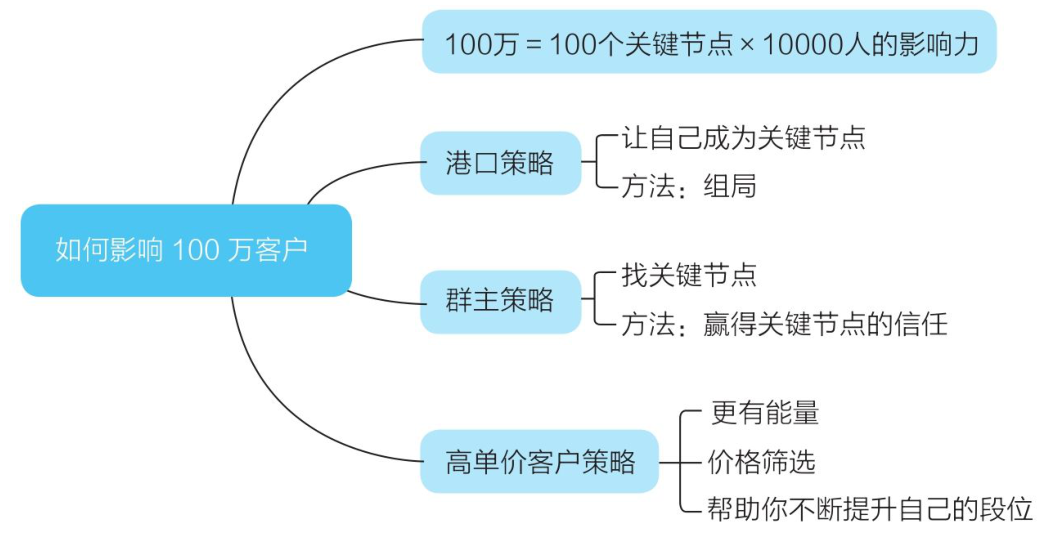 100万=100个关键节点×10000人的影响力
港口策略
让自己成为关键节点
方法：组局
如何影响 100 万客户
群主策略
找关键节点
方法：赢得关键节点的信任
高单价客户策略
更有能量
价格筛选
帮助你不断提升自己的段位